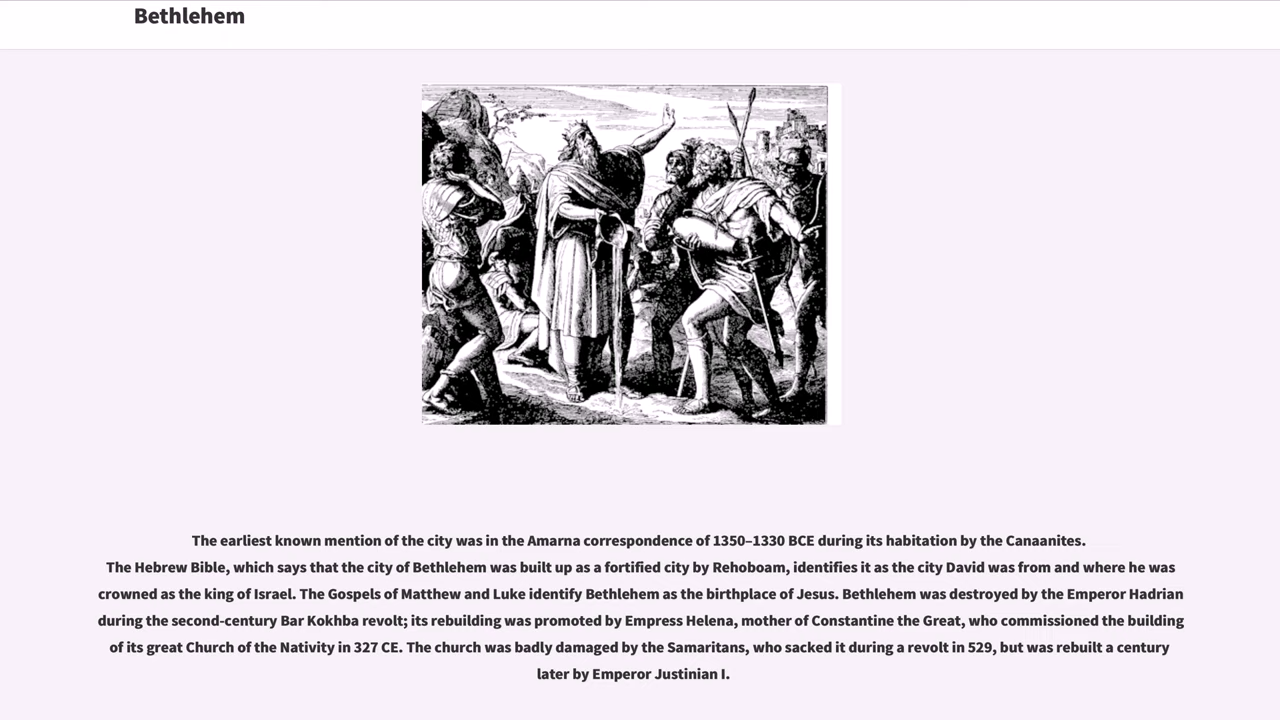 Bethlehem
The earliest known mention of the city was in the Amarna correspondence of 1350–1330 BCE during its habitation by the Canaanites.
The Hebrew Bible, which says that the city of Bethlehem was built up as a fortified city by Rehoboam, identifies it as the city David was from and where he was
crowned as the king of Israel. The Gospels of Matthew and Luke identify Bethlehem as the birthplace of Jesus. Bethlehem was destroyed by the Emperor Hadrian
during the second-century Bar Kokhba revolt; its rebuilding was promoted by Empress Helena, mother of Constantine the Great, who commissioned the building
of its great Church of the Nativity in 327 CE. The church was badly damaged by the Samaritans, who sacked it during a revolt in 529, but was rebuilt a century
later by Emperor Justinian I.